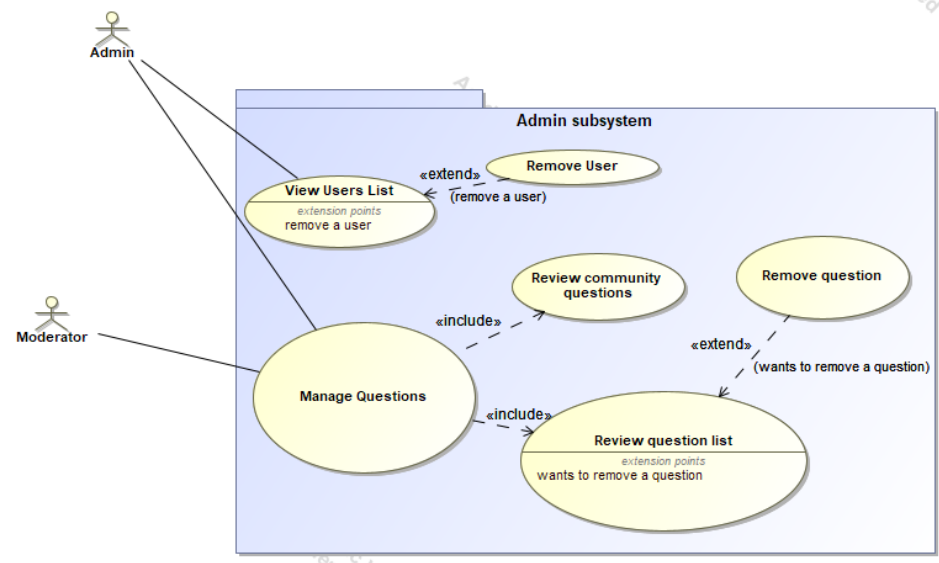 Admin
Admin subsystem
Remove User
«extend»
(remove a user)
View Users List
extension points
remove a user
Review community
questions
Remove question
«include»
Moderator
«extend»
(wants to remove a question)
Manage Questions
«include»
Review question list
extension points
wants to remove a question